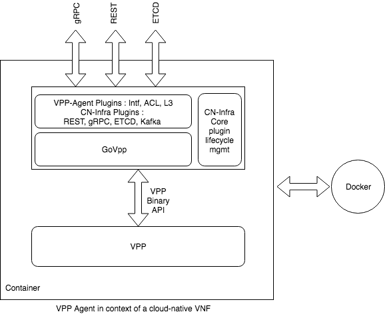 gRPC
REST
ETCD
VPP-Agent Plugins : Intf, ACL, L3
CN-Infra Plugins :
REST, gRPC, ETCD, Kafka
CN-Infra
Core
plugin
lifecycle
mgmt
GoVpp
VPP
Binary
API
Docker
VPP
Container
VPP Agent in context of a cloud-native VNF